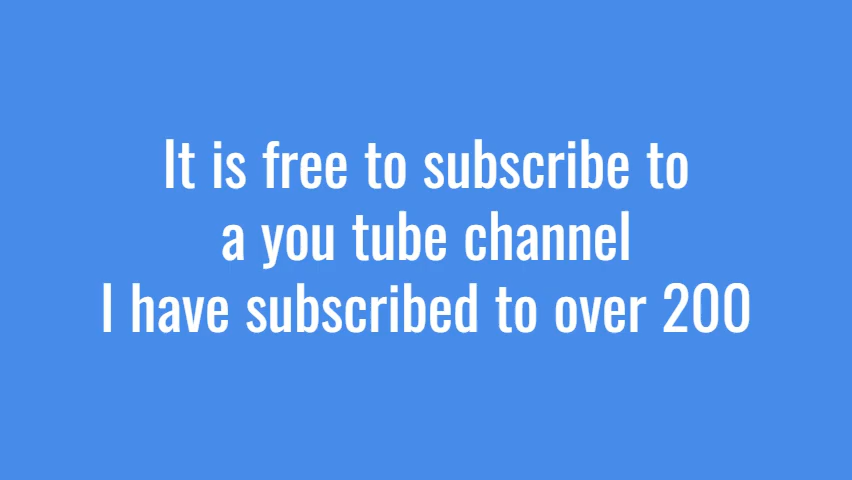 It is free to subscribe to
a you tube channel
I have subscribed to over 200